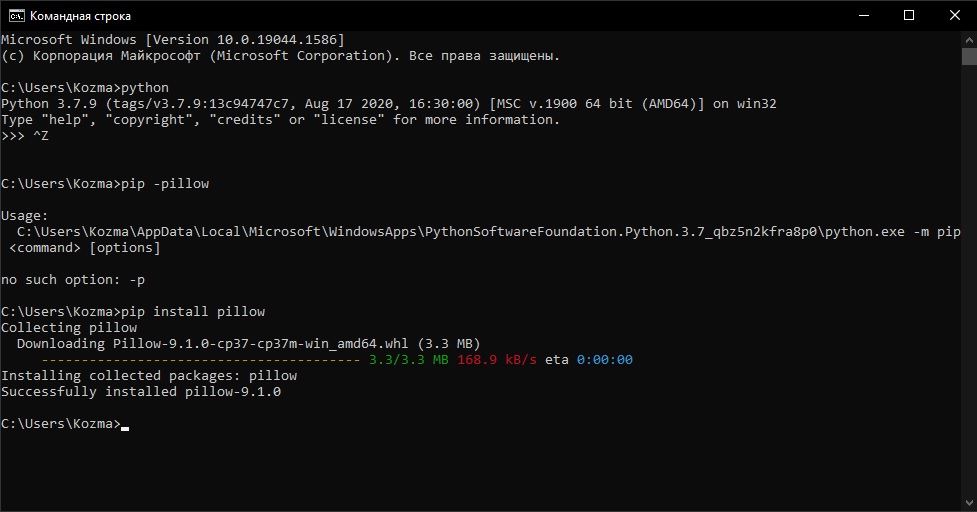 Командная строка
Microsoft Windows [Version 10.0.19044.1586]
(c) Корпорация Майкрософт (Microsoft Corporation). Все права защищены.
C:\Users\Kozma>python
Python 3.7.9 (tags/v3.7.9:13c94747c7, Aug 17 2020, 16:30:00) [MSC v.1900 64 bit (AMD64)] on win32
Type "help", "copyright", "credits" or "license" for more information.
>>> ^Z
C:\Users\Kozma>pip -pillow
Usage:
  C:\Users\Kozma\AppData\Local\Microsoft\WindowsApps\PythonSoftwareFoundation.Python.3.7_qbz5n2kfra8p0\python.exe -m pip
 <command> [options]
no such option: -p
C:\Users\Kozma>pip install pillow
Collecting pillow
  Downloading Pillow-9.1.0-cp37-cp37m-win_amd64.whl (3.3 MB)
     ---------------------------------------- 3.3/3.3 MB 168.9 kB/s eta 0:00:00
Installing collected packages: pillow
Successfully installed pillow-9.1.0
C:\Users\Kozma>